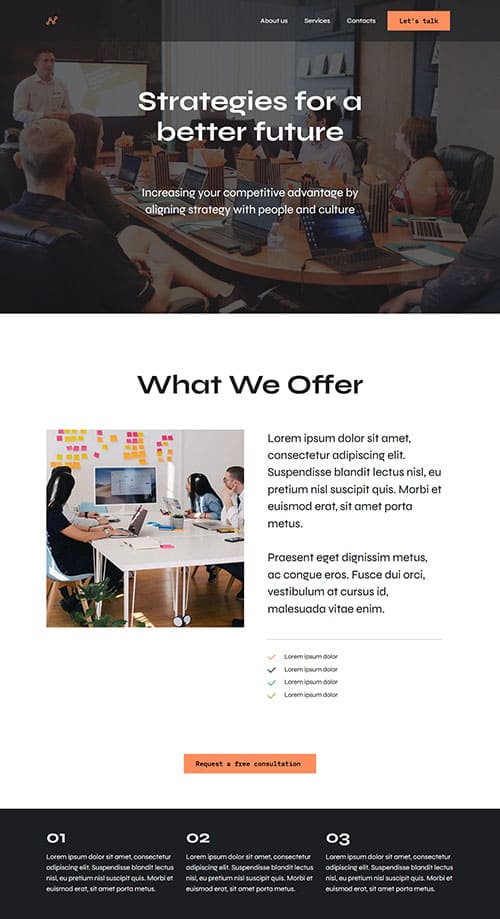 About us
Services
Contacts
Let's talk
Strategies for a
better future
Increasing your competitive advantage by
aligning strategy with people and culture
What We Offer
Lorem ipsum dolor sit amet,
consectetur adipiscing elit.
Suspendisse blandit lectus nisl, eu
pretium nisl suscipit quis. Morbi et
euismod erat, sit amet porta
metus.
Praesent eget dignissim metus,
ac congue eros. Fusce dui orci,
vestibulum at cursus id,
malesuada vitae enim.
Lorem ipsum dolor
Lorem ipsum dolor
Lorem ipsum dolor
Lorem ipsum dolor
Request a free consultation
01
Lorem ipsum dolor sit amet, consectetur
adipiscing elit. Suspendisse blandit lectus
nisl, eu pretium nisl suscipit quis. Morbi et
euismod erat, sit amet porta metus.
02
Lorem ipsum dolor sit amet, consectetur
adipiscing elit. Suspendisse blandit lectus
nisl, eu pretium nisl suscipit quis. Morbi et
euismod erat, sit amet porta metus.
03
Lorem ipsum dolor sit amet, consectetur
adipiscing elit. Suspendisse blandit lectus
nisl, eu pretium nisl suscipit quis. Morbi et
euismod erat, sit amet porta metus.